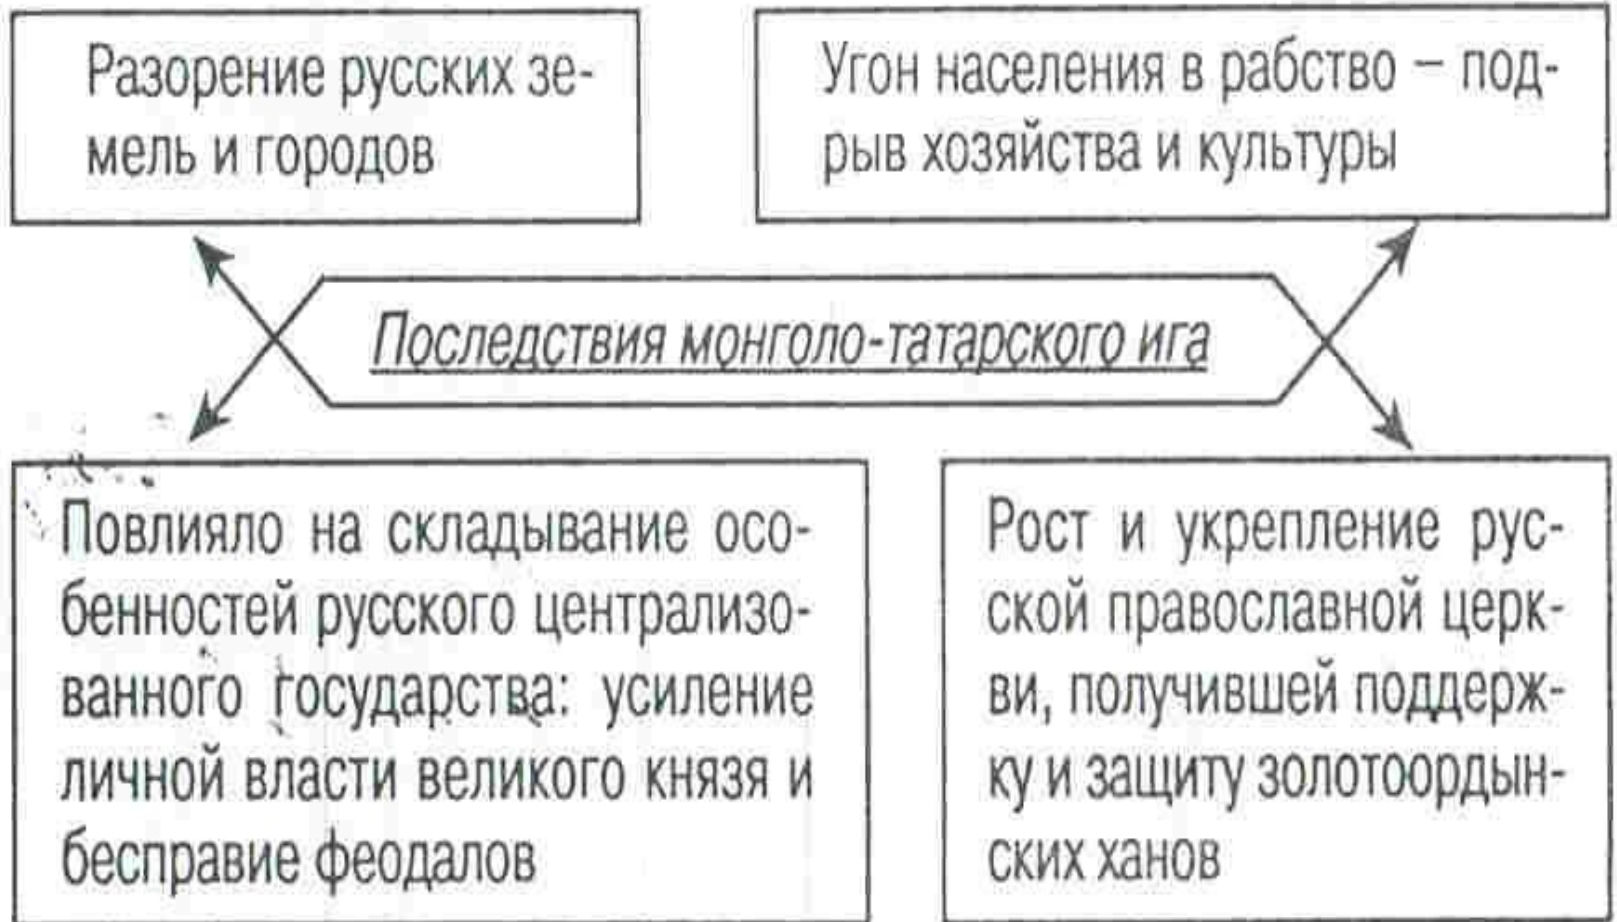 Разорение русских зе-
мель и городов
Угон населения в рабство – под-
рыв хозяйства и культуры
Последствия монголо-татарского ига
Повлияло на складывание осо-
бенностей русского централизо-
ванного государства: усиление
личной власти великого князя и
бесправие феодалов
Рост и укрепление рус-
ской православной церк-
ви, получившей поддерж-
ку и защиту золотоордын-
ских ханов